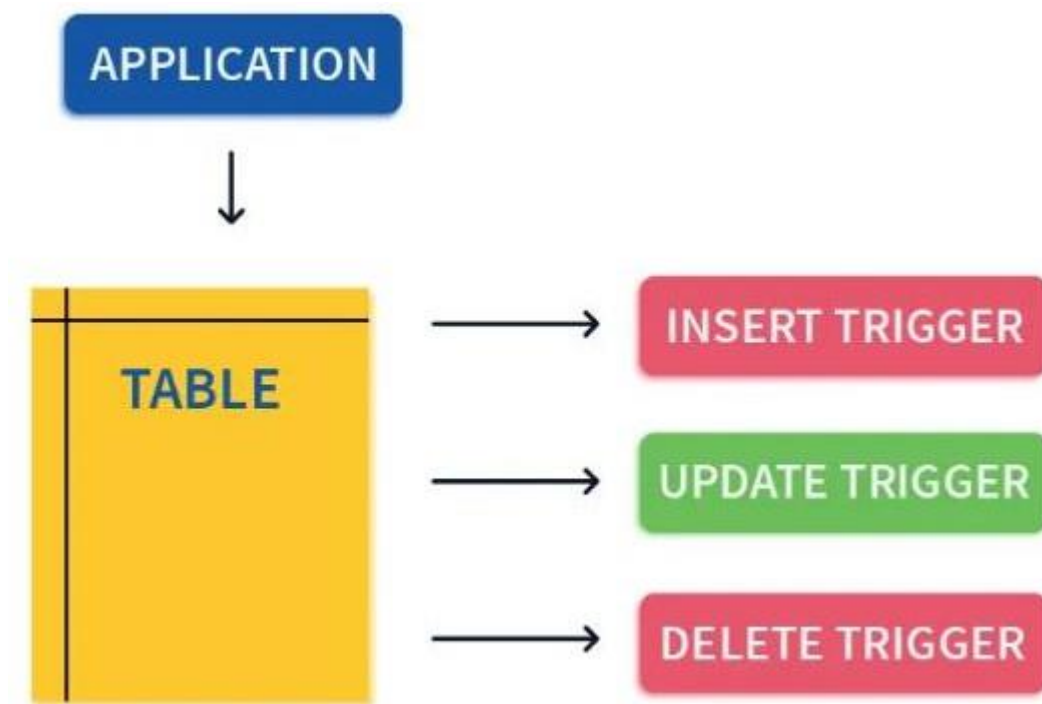 APPLICATION
TABLE
INSERT TRIGGER
UPDATE TRIGGER
DELETE TRIGGER